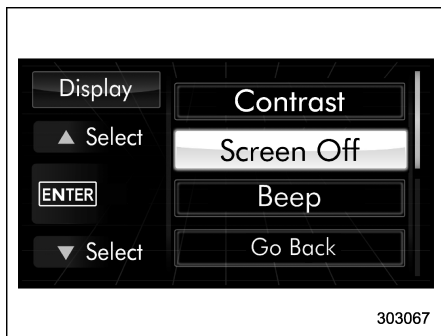 Display
▲ Select
ENTER
▼ Select
Contrast
Screen Off
Beep
Go Back
303067